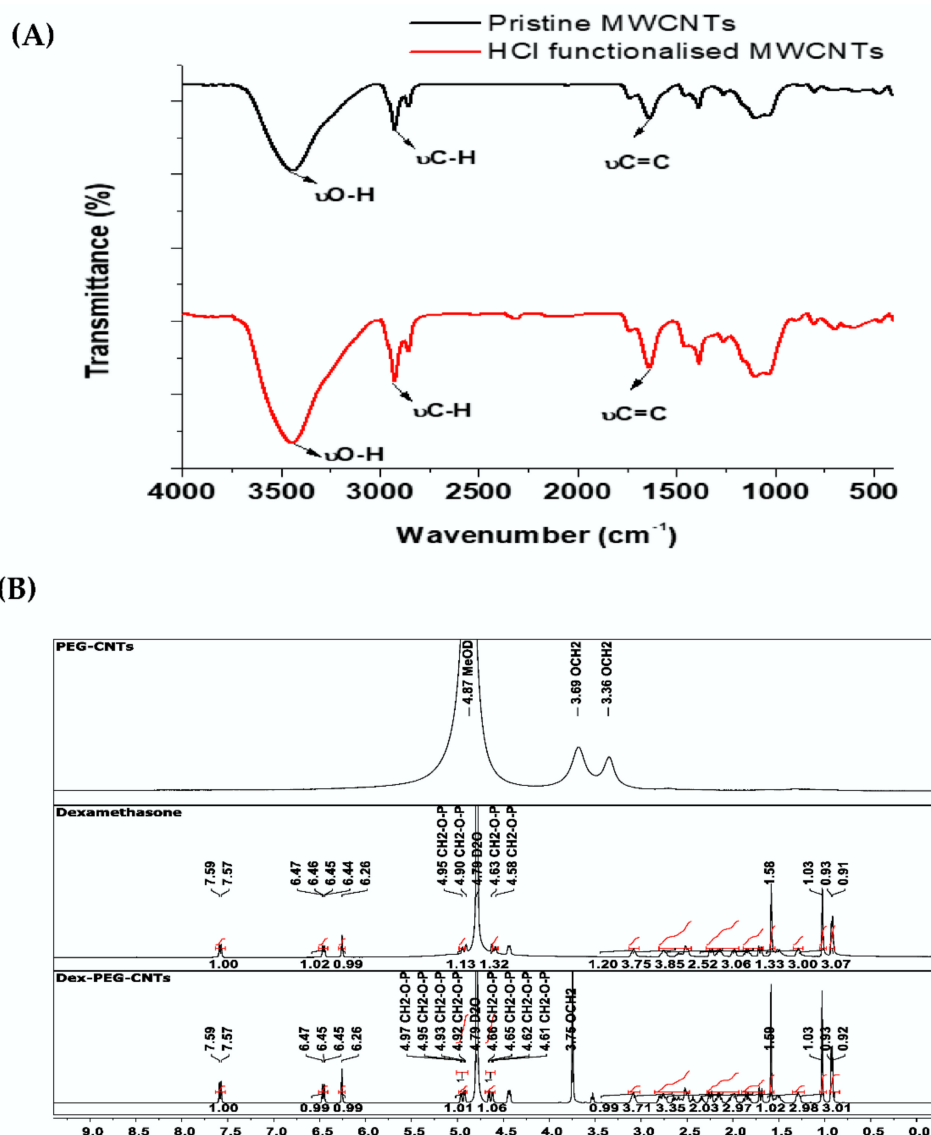 (A)
Pristine MWCNTs
HCl functionalised MWCNTs
Transmittance (%)
υO-H
υC-H
υC=C
υO-H
υC-H
υC=C
4000 3500 3000 2500 2000 1500 1000 500
Wavenumber (cm⁻¹)
(B)
PEG-CNTs
4.87 MeOD
3.69 OCH2
3.36 OCH2
Dexamethasone
7.59
7.57
6.47
6.46
6.45
6.44
6.26
4.95 CH2-O-P
4.90 CH2-O-P
4.79 D2O
4.63 CH2-O-P
4.58 CH2-O-P
1.58
1.03
0.93
0.91
1.00 1.02 0.99 1.13 1.32 1.20 3.75 3.85 2.52 3.06 1.33 3.00 3.07
Dex-PEG-CNTs
7.59
7.57
6.47
6.45
6.45
6.26
4.97 CH2-O-P
4.95 CH2-O-P
4.93 CH2-O-P
4.92 CH2-O-P
4.79 D2O
4.65 CH2-O-P
4.62 CH2-O-P
4.61 CH2-O-P
3.75 OCH2
1.03
0.93
0.92
1.00 0.99 0.99 1.01 1.06 0.99 3.71 3.35 2.03 2.97 1.02 2.98 3.01
9.0 8.5 8.0 7.5 7.0 6.5 6.0 5.5 5.0 4.5 4.0 3.5 3.0 2.5 2.0 1.5 1.0 0.5 0.0